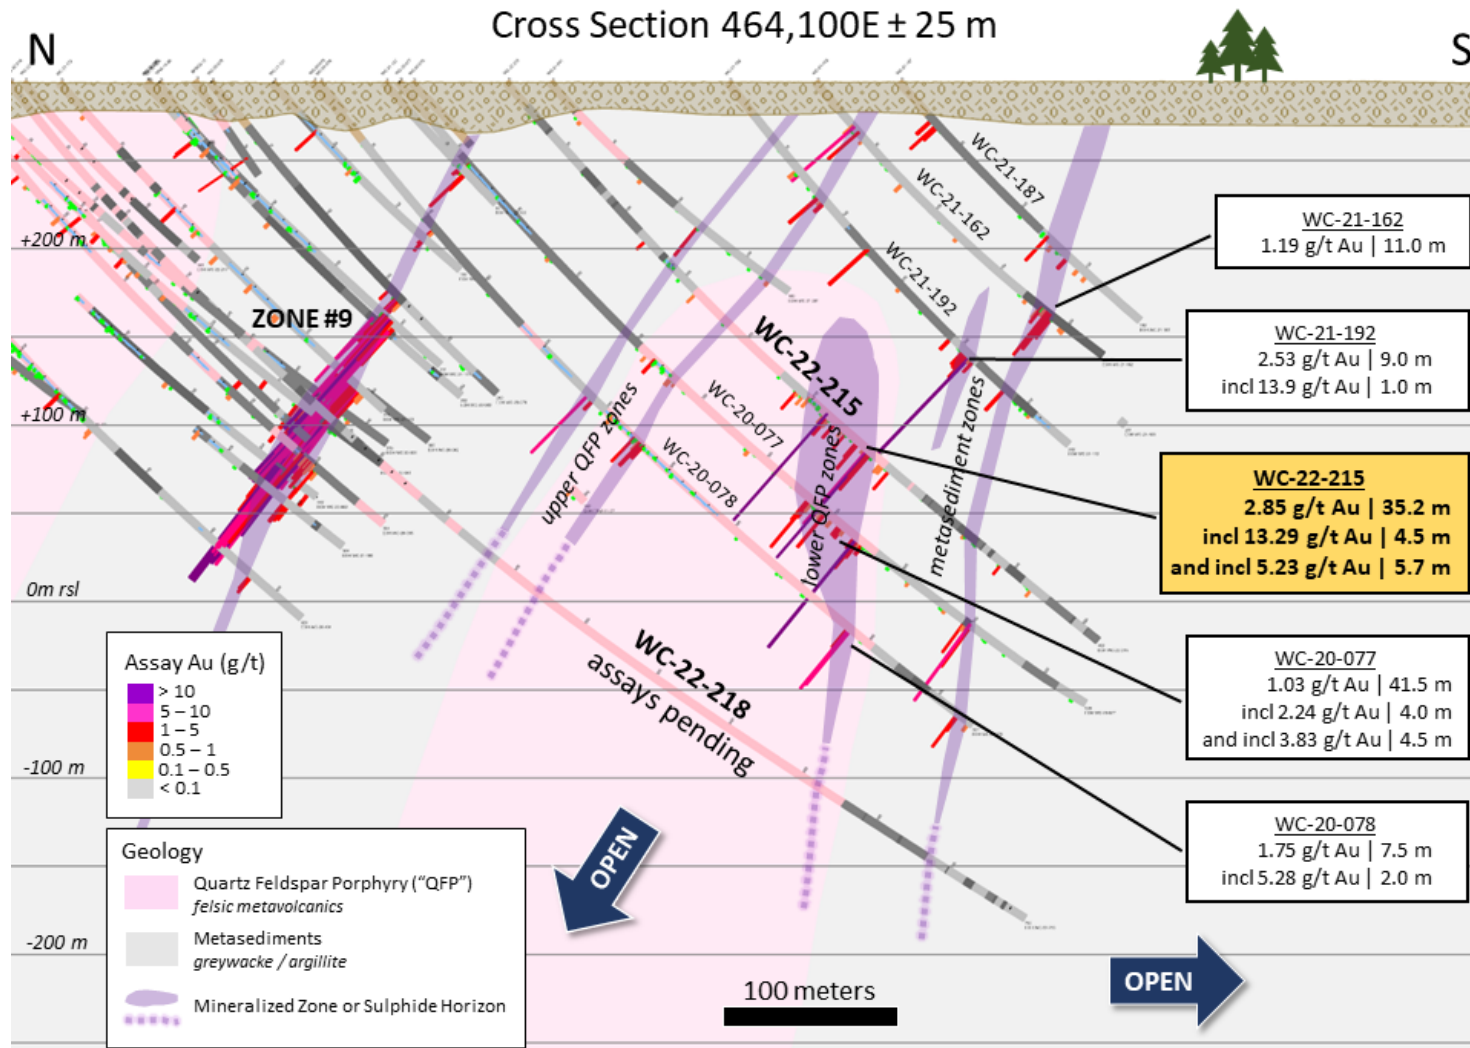 Cross Section 464,100E ± 25 m
N
S
WC-21-187
WC-21-162
WC-21-192
+200 m
ZONE #9
WC-22-215
WC-20-077
WC-20-078
+100 m
upper QFP zones
lower QFP zones
metasediment zones
0m rsl
WC-22-218
assays pending
-100 m
-200 m
WC-21-162
1.19 g/t Au | 11.0 m
WC-21-192
2.53 g/t Au | 9.0 m
incl 13.9 g/t Au | 1.0 m
WC-22-215
2.85 g/t Au | 35.2 m
incl 13.29 g/t Au | 4.5 m
and incl 5.23 g/t Au | 5.7 m
WC-20-077
1.03 g/t Au | 41.5 m
incl 2.24 g/t Au | 4.0 m
and incl 3.83 g/t Au | 4.5 m
WC-20-078
1.75 g/t Au | 7.5 m
incl 5.28 g/t Au | 2.0 m
Assay Au (g/t)
> 10
5 – 10
1 – 5
0.5 – 1
0.1 – 0.5
< 0.1
Geology
Quartz Feldspar Porphyry (“QFP”)
felsic metavolcanics
Metasediments
greywacke / argillite
Mineralized Zone or Sulphide Horizon
OPEN
100 meters
OPEN